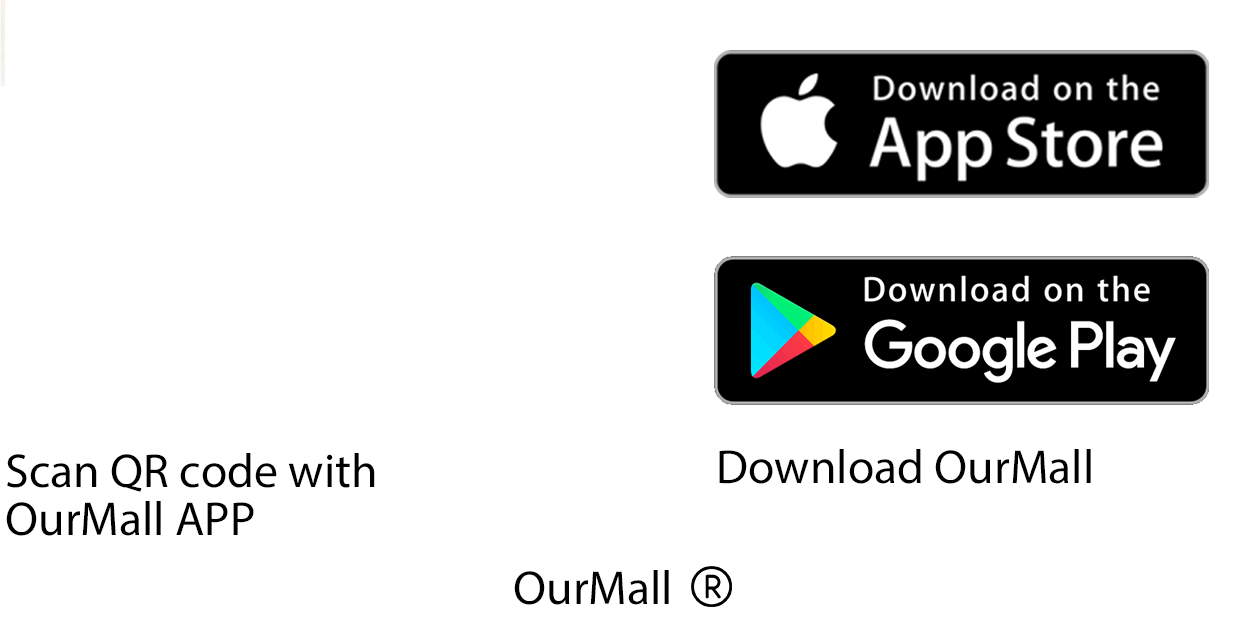 Download on the
App Store
Download on the
Google Play
Scan QR code with
OurMall APP
Download OurMall
OurMall ®